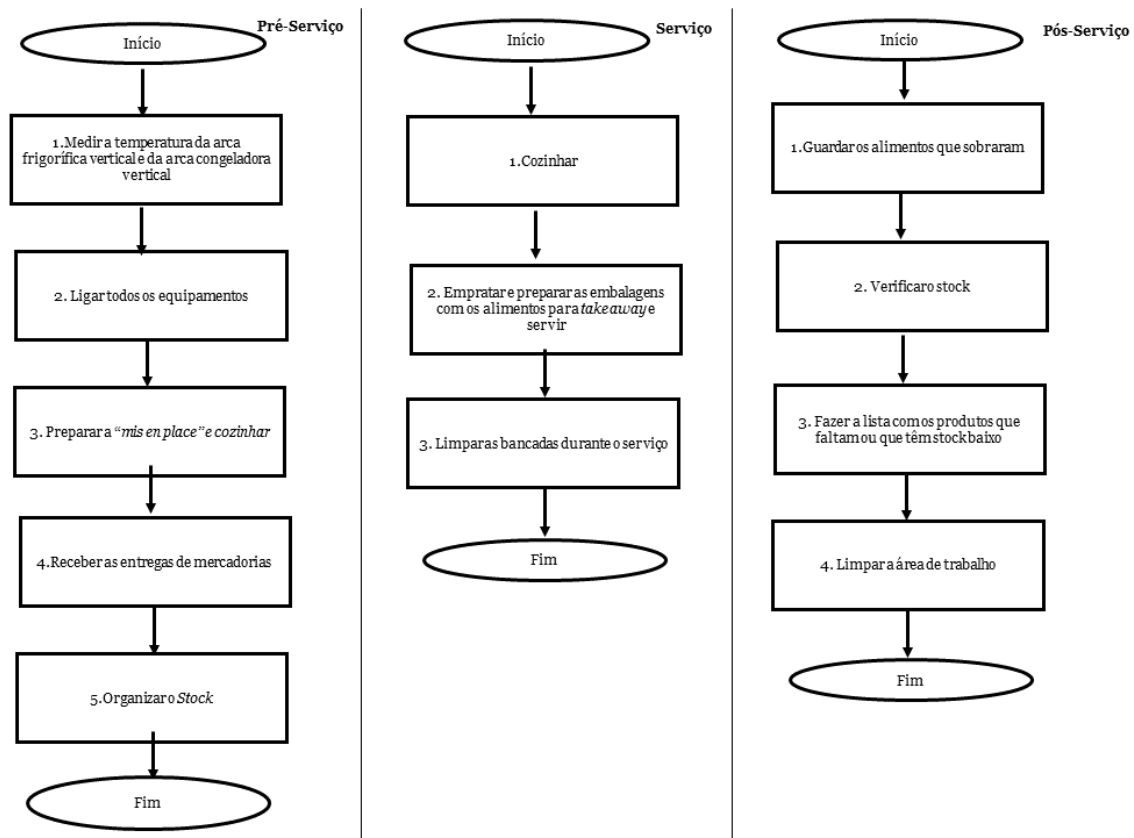 Pré-Serviço
Início
1.Medir a temperatura da arca
frigorífica vertical e da arca congeladora
vertical
2. Ligar todos os equipamentos
3. Preparar a “mis en place” e cozinhar
4.Receber as entregas de mercadorias
5.Organizar o Stock
Fim
Serviço
Início
1.Cozinhar
2. Empratar e preparar as embalagens
com os alimentos para take away e
servir
3. Limpar as bancadas durante o serviço
Fim
Pós-Serviço
Início
1.Guardar os alimentos que sobraram
2. Verificar o stock
3. Fazer a lista com os produtos que
faltam ou que têm stock baixo
4. Limpar a área de trabalho
Fim